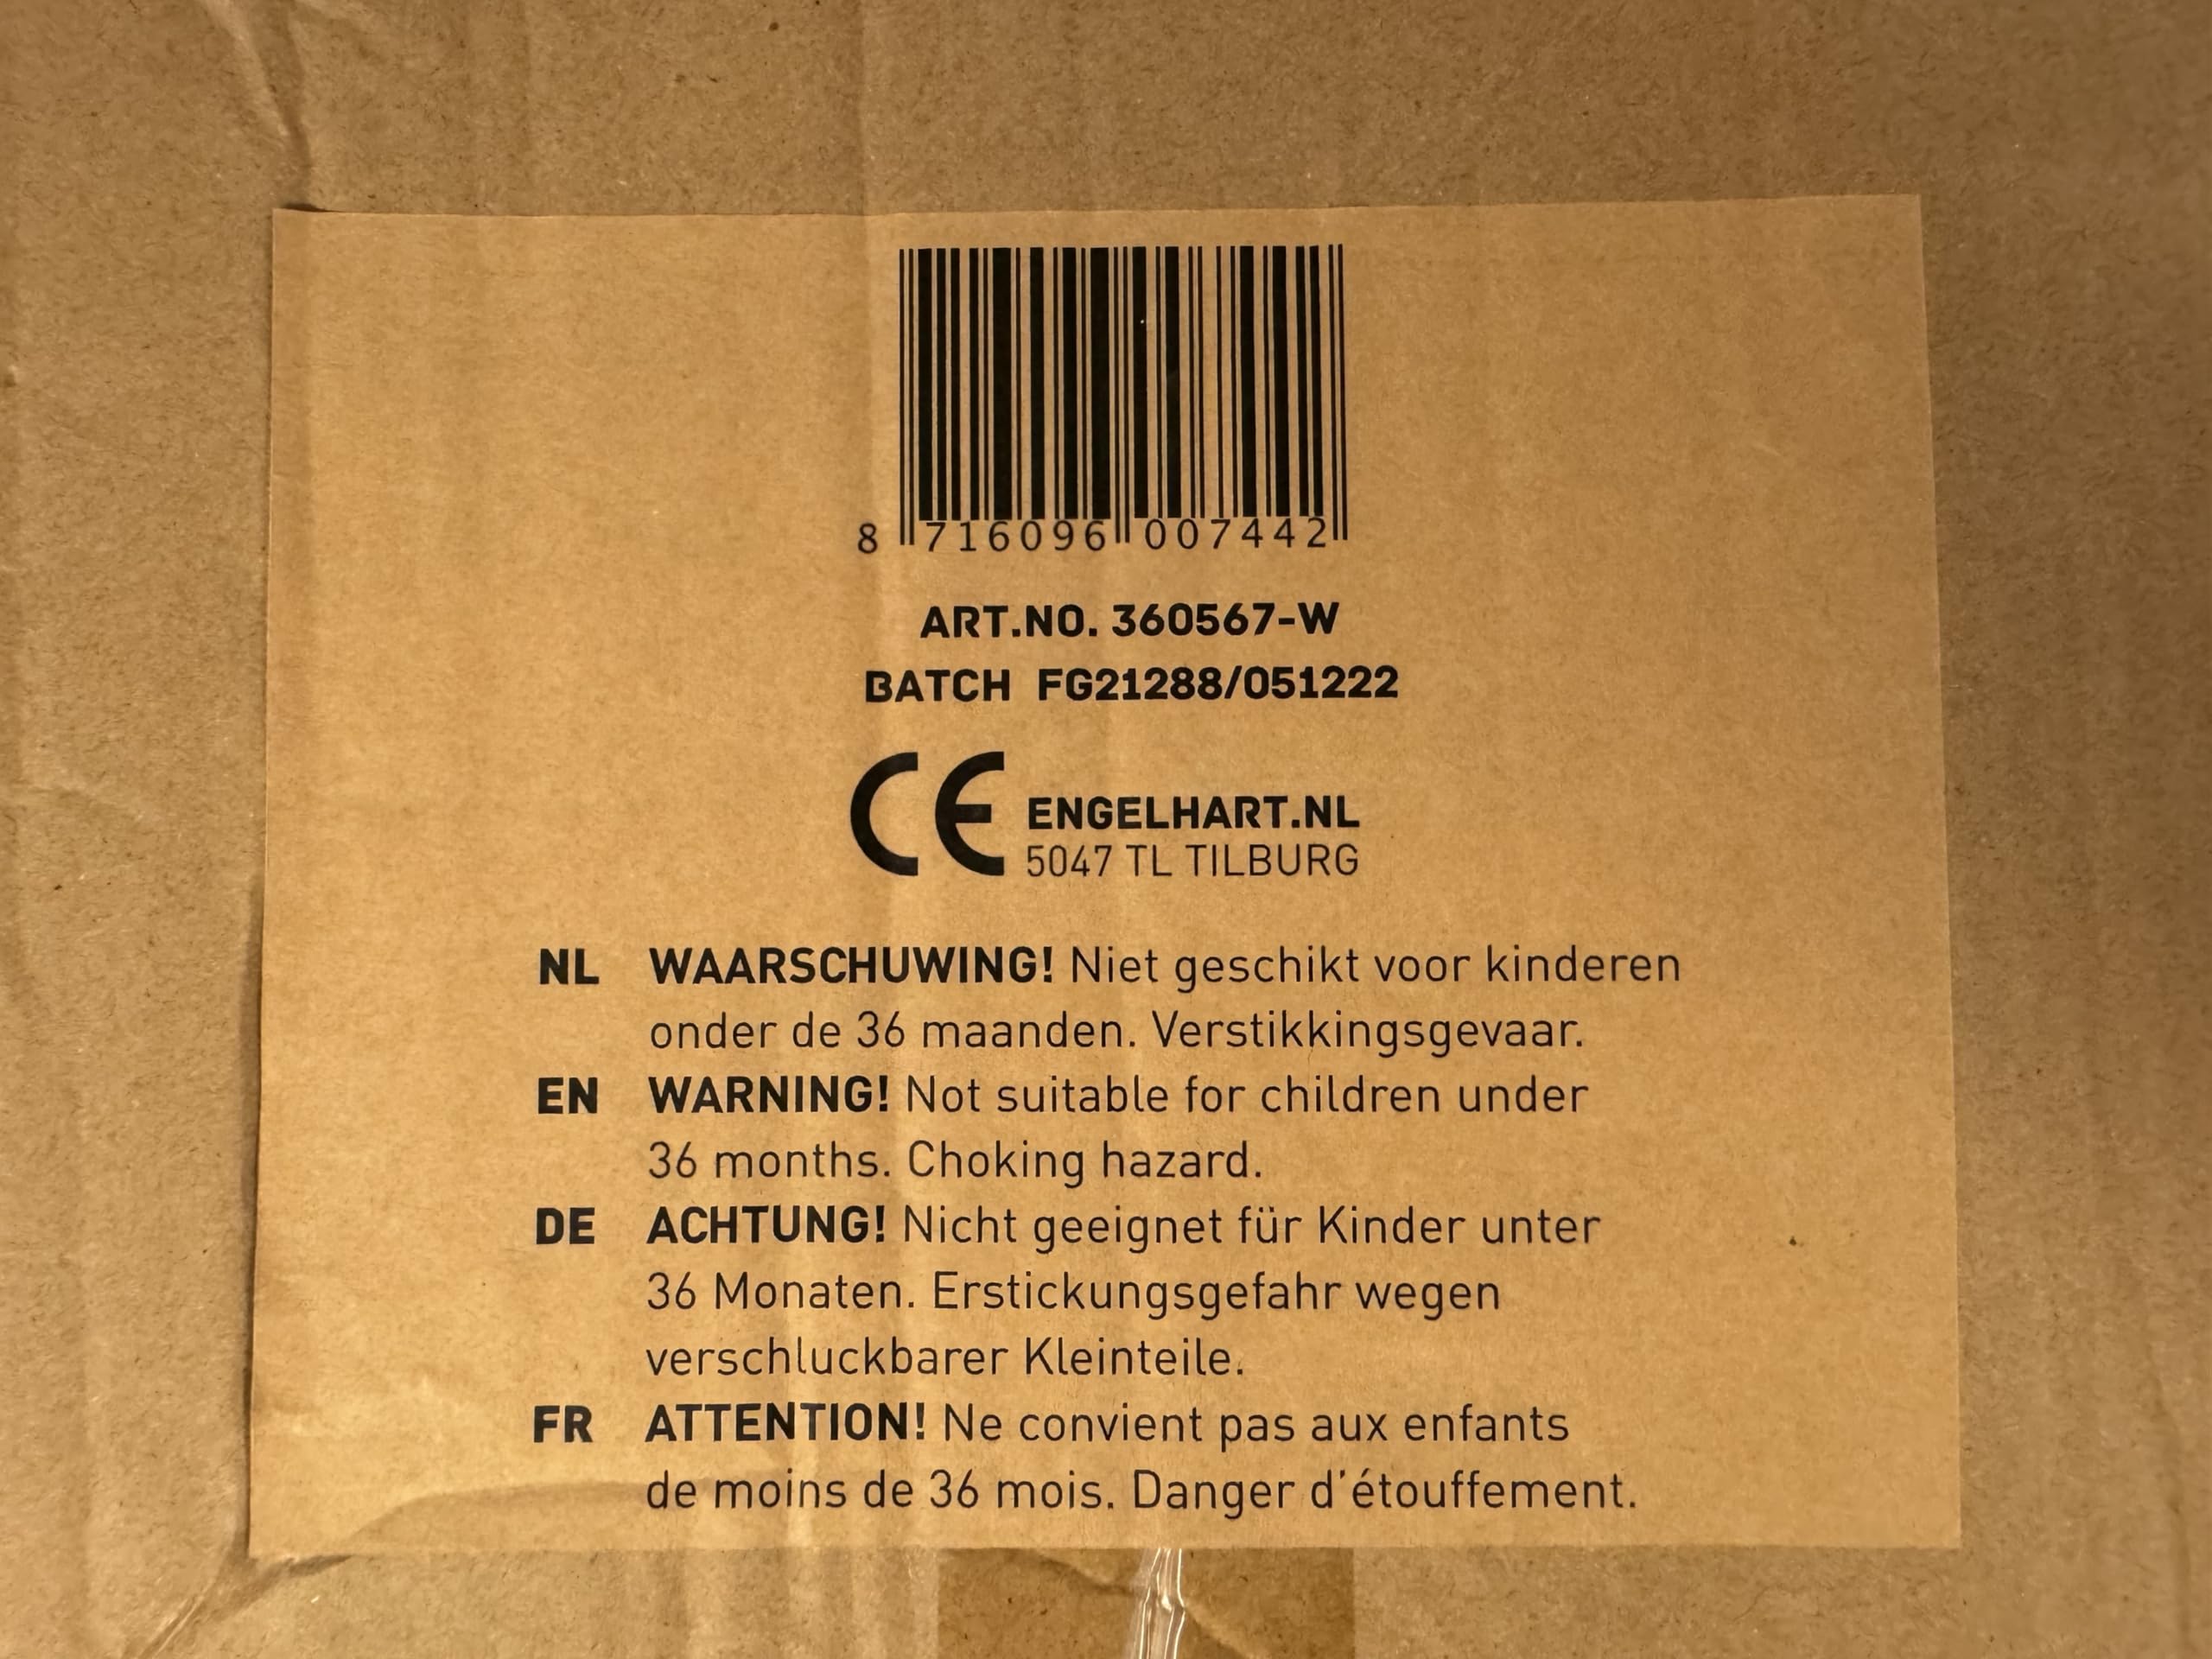 8 716096 007442
ART.NO. 360567-W
BATCH FG21288/051222
CE ENGELHART.NL
5047 TL TILBURG
NL WAARSCHUWING! Niet geschikt voor kinderen
onder de 36 maanden. Verstikkingsgevaar.
EN WARNING! Not suitable for children under
36 months. Choking hazard.
DE ACHTUNG! Nicht geeignet für Kinder unter
36 Monaten. Erstickungsgefahr wegen
verschluckbarer Kleinteile.
FR ATTENTION! Ne convient pas aux enfants
de moins de 36 mois. Danger d'étouffement.